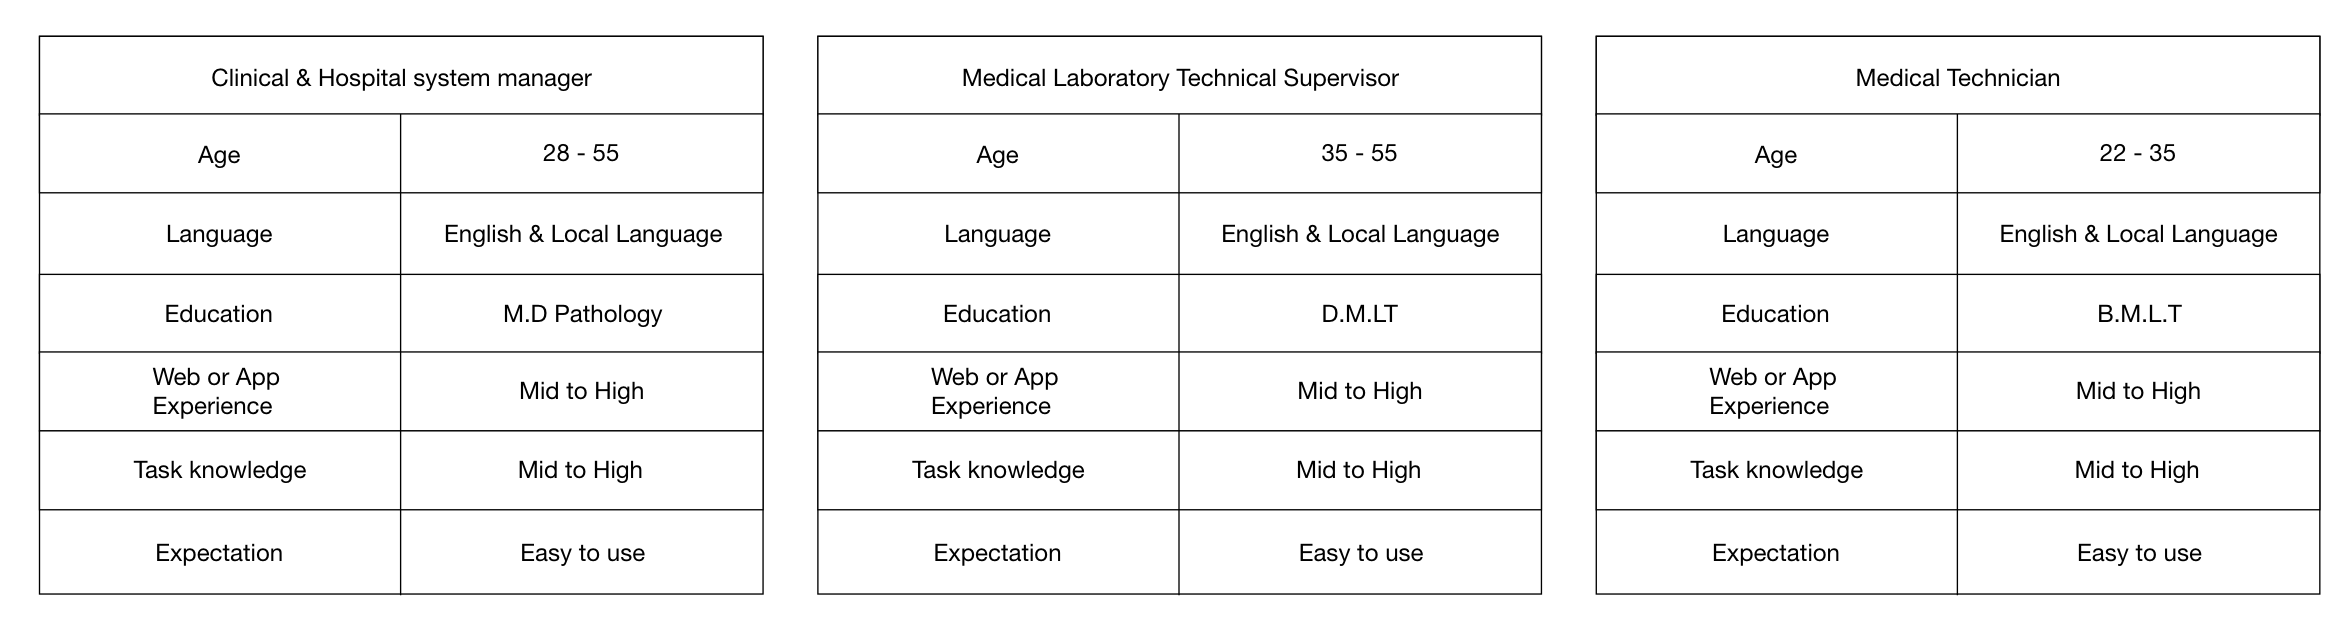 Clinical & Hospital system manager
Age
28 - 55
Language
English & Local Language
Education
M.D Pathology
Web or App
Experience
Mid to High
Task knowledge
Mid to High
Expectation
Easy to use
Medical Laboratory Technical Supervisor
Age
35 - 55
Language
English & Local Language
Education
D.M.LT
Web or App
Experience
Mid to High
Task knowledge
Mid to High
Expectation
Easy to use
Medical Technician
Age
22 - 35
Language
English & Local Language
Education
B.M.L.T
Web or App
Experience
Mid to High
Task knowledge
Mid to High
Expectation
Easy to use